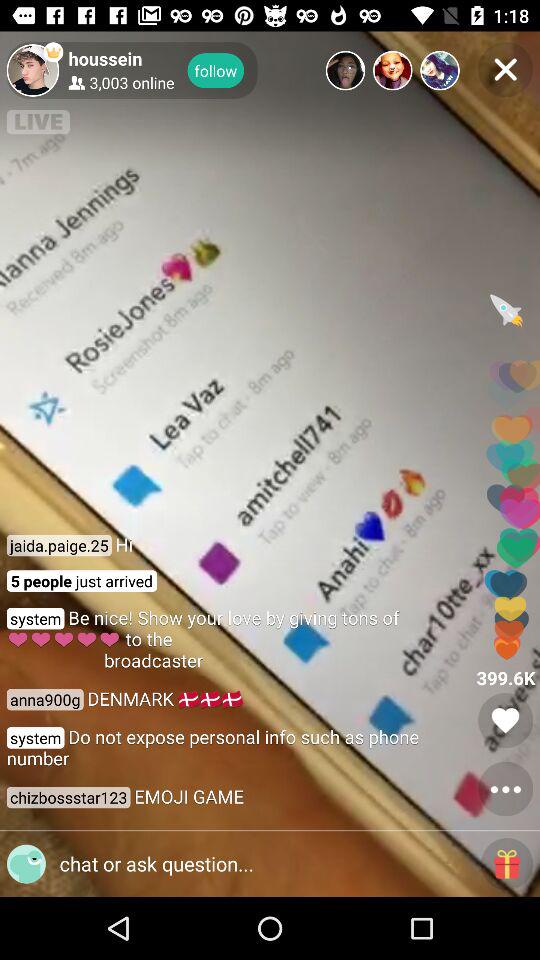 1:18
houssein
3,003 online
follow
LIVE
7m ago
Jennings
Received 8m ago
RosieJones💖
Screenshot 8m ago
Lea Vaz
Tap to chat - 8m ago
amitchell741
Tap to view - 8m ago
Anahi💙💋🔥
Tap to chat - 8m ago
char10tte_xx
Tap to chat
jaida.paige.25 Hi
5 people just arrived
system Be nice! Show your love by giving tons of
❤❤❤❤❤ to the
broadcaster
anna900g DENMARK 🇩🇰🇩🇰🇩🇰
system Do not expose personal info such as phone
number
chizbossstar123 EMOJI GAME
399.6K
chat or ask question...